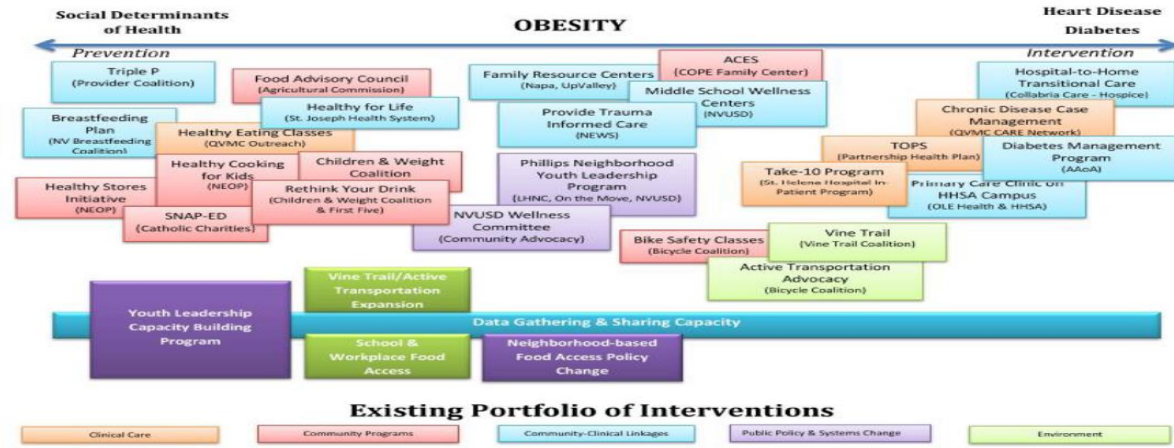 Social Determinants
of Health
OBESITY
Heart Disease
Diabetes
Prevention
Intervention
Triple P
(Provider Coalition)
Food Advisory Council
(Agricultural Commission)
Family Resource Centers
(Napa, UpValley)
ACES
(COPE Family Center)
Hospital-to-Home
Transitional Care
(Collabria Care - Hospice)
Healthy for Life
(St. Joseph Health System)
Middle School Wellness
Centers
(NVUSD)
Breastfeeding
Plan
(NV Breastfeeding
Coalition)
Healthy Eating Classes
(QVMC Outreach)
Provide Trauma
Informed Care
(NEWS)
Chronic Disease Case
Management
(QVMC CARE Network)
TOPS
(Partnership Health Plan)
Diabetes Management
Program
(AAoA)
Healthy Cooking
for Kids
(NEOP)
Children & Weight
Coalition
Phillips Neighborhood
Youth Leadership
Program
(LHNC, On the Move, NVUSD)
Take-10 Program
(St. Helena Hospital In-
Patient Program)
Healthy Stores
Initiative
(NEOP)
Rethink Your Drink
(Children & Weight Coalition
& First Five)
Primary Care Clinic on
HHSA Campus
(OLE Health & HHSA)
SNAP-ED
(Catholic Charities)
NVUSD Wellness
Committee
(Community Advocacy)
Bike Safety Classes
(Bicycle Coalition)
Vine Trail
(Vine Trail Coalition)
Active Transportation
Advocacy
(Bicycle Coalition)
Vine Trail/Active
Transportation
Expansion
Youth Leadership
Capacity Building
Program
Data Gathering & Sharing Capacity
School &
Workplace Food
Access
Neighborhood-based
Food Access Policy
Change
Existing Portfolio of Interventions
Clinical Care
Community Programs
Community-Clinical Linkages
Public Policy & Systems Change
Environment